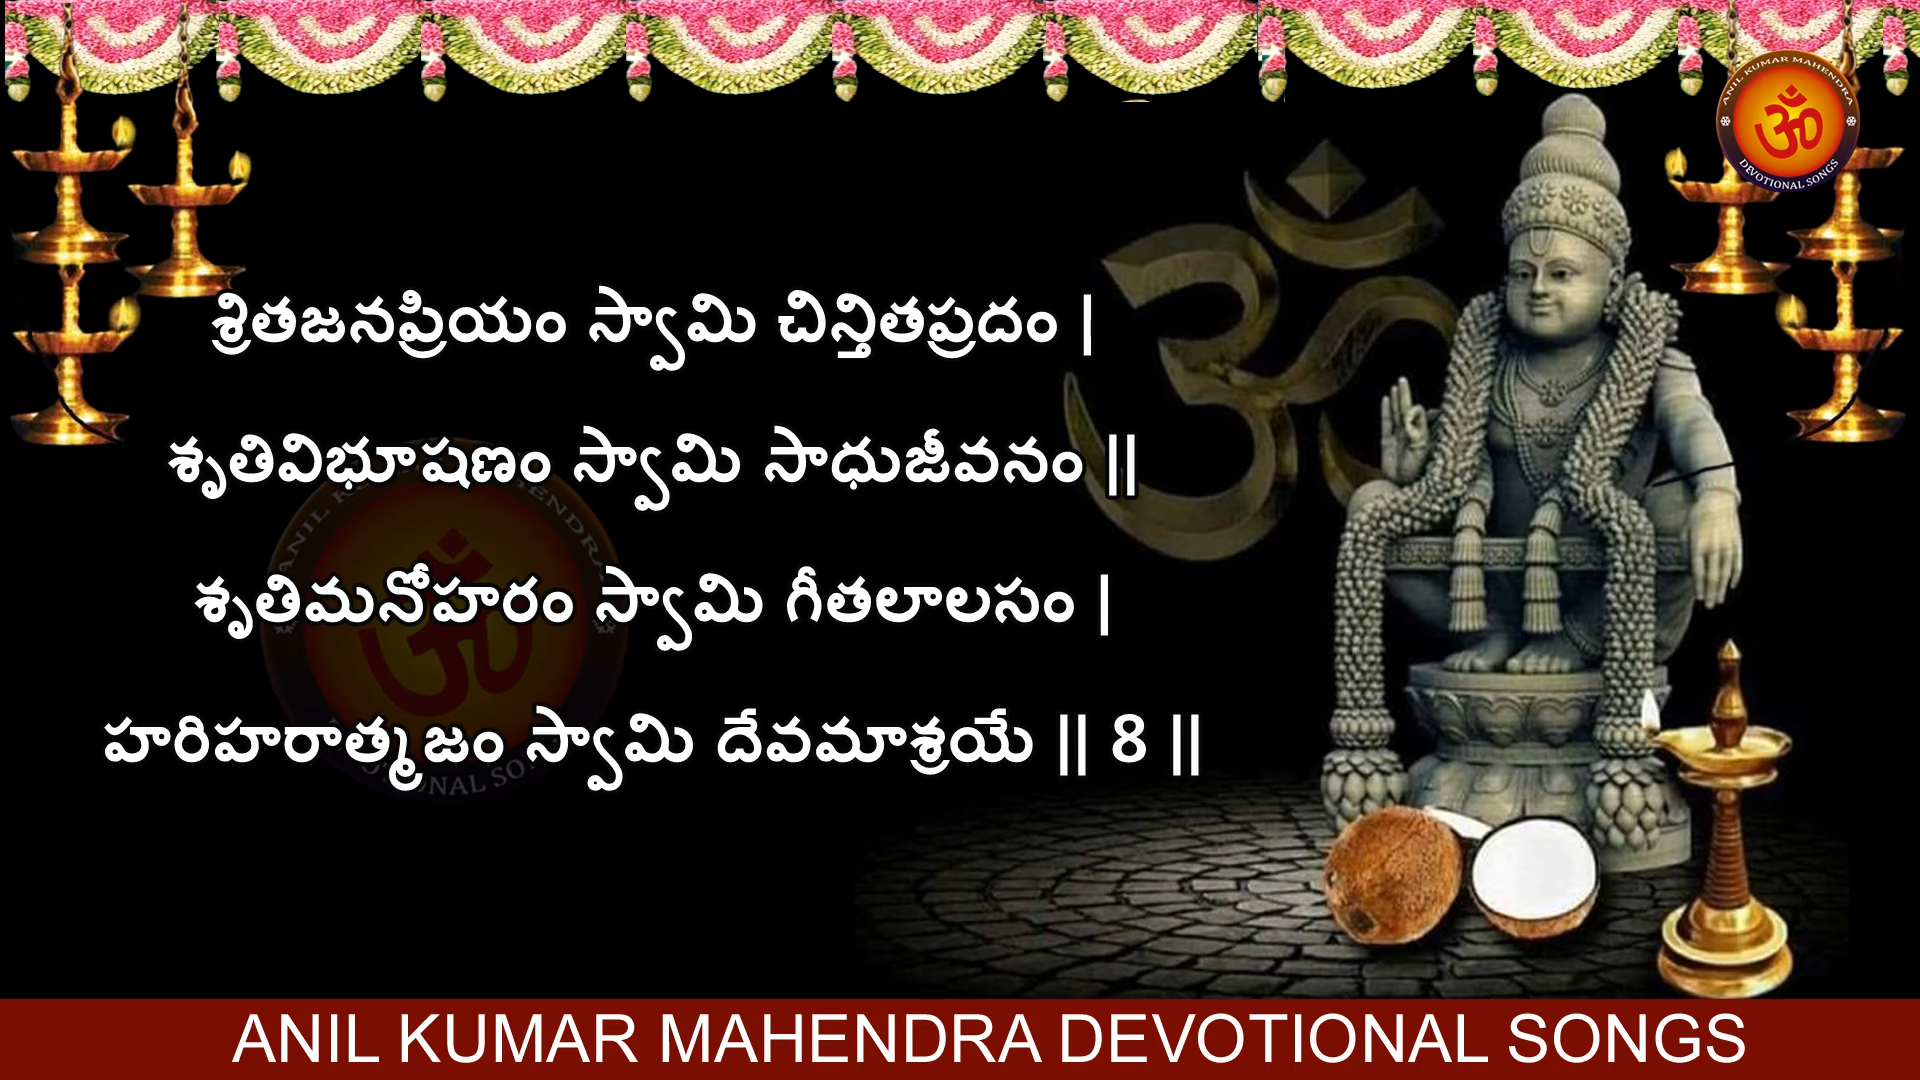 ANIL KUMAR MAHENDRA
ॐ
DEVOTIONAL SONGS
శ్రితజనప్రియం స్వామి చిన్తితప్రదం |
శృతివిభూషణం స్వామి సాధుజీవనం ||
శృతిమనోహరం స్వామి గీతలాలసం |
హరిహరాత్మజం స్వామి దేవమాశ్రయే || 8 ||
ANIL KUMAR MAHENDRA DEVOTIONAL SONGS